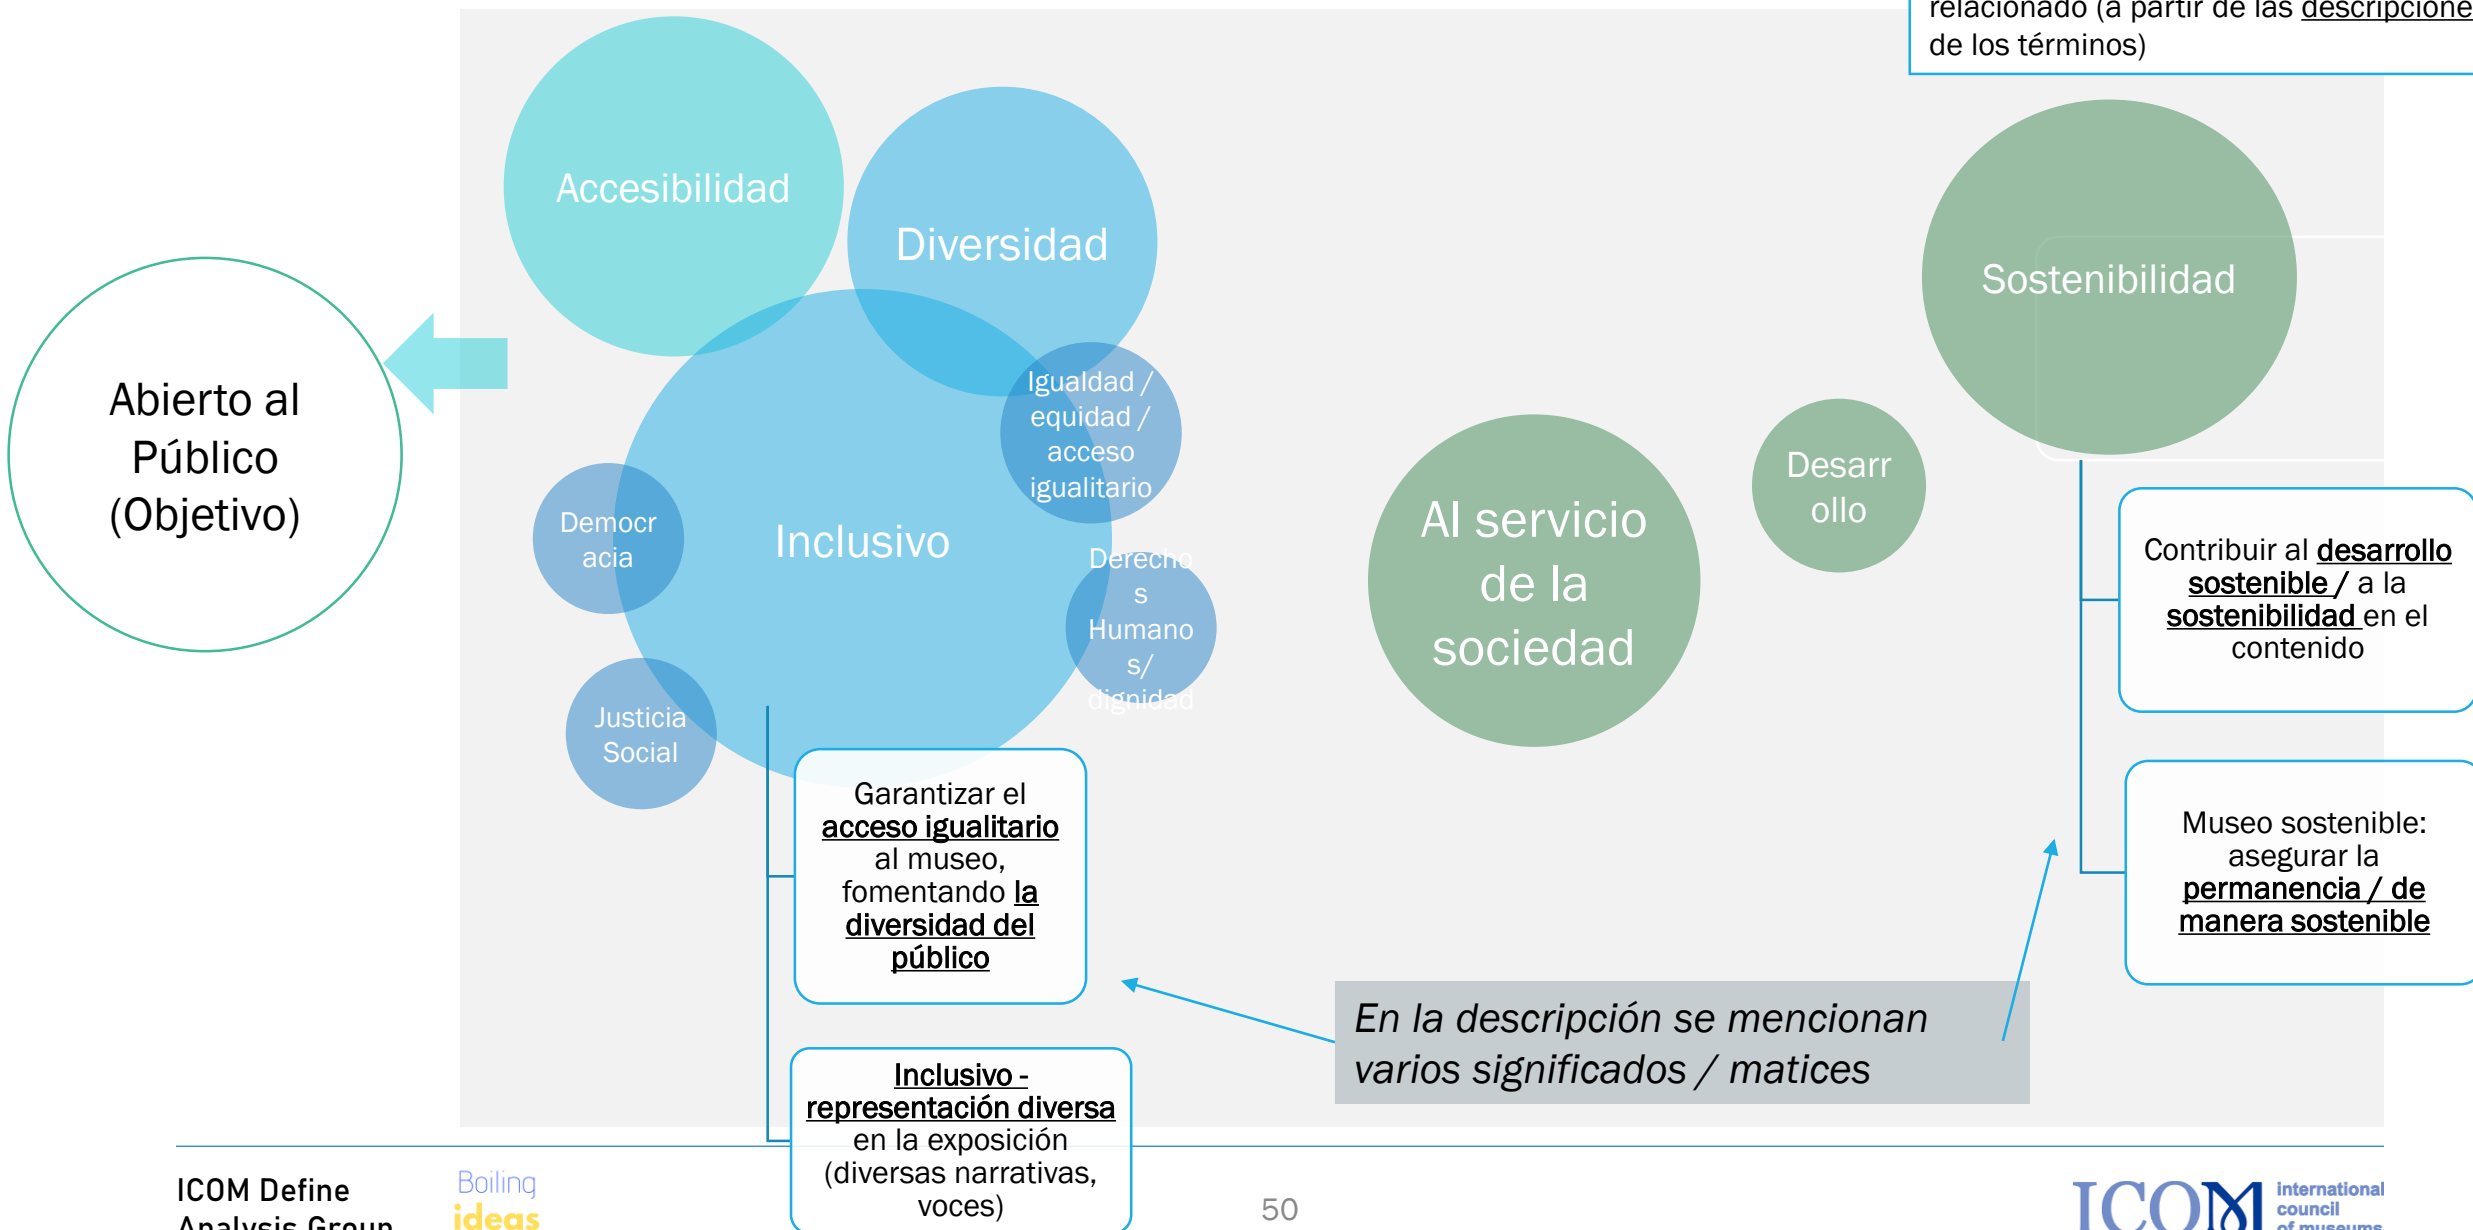 relacionado (a partir de las descripcione
de los términos)
Accesibilidad
Diversidad
Sostenibilidad
Abierto al
Público
(Objetivo)
Igualdad /
equidad /
acceso
igualitario
Democr
acia
Inclusivo
Derecho
s
Humano
s/
dignidad
Justicia
Social
Al servicio
de la
sociedad
Desarr
ollo
Contribuir al desarrollo
sostenible / a la
sostenibilidad en el
contenido
Museo sostenible:
asegurar la
permanencia / de
manera sostenible
Garantizar el
acceso igualitario
al museo,
fomentando la
diversidad del
público
Inclusivo -
representación diversa
en la exposición
(diversas narrativas,
voces)
En la descripción se mencionan
varios significados / matices
ICOM Define
Analysis Group
Boiling
ideas
50
ICOM
international
council
of museums